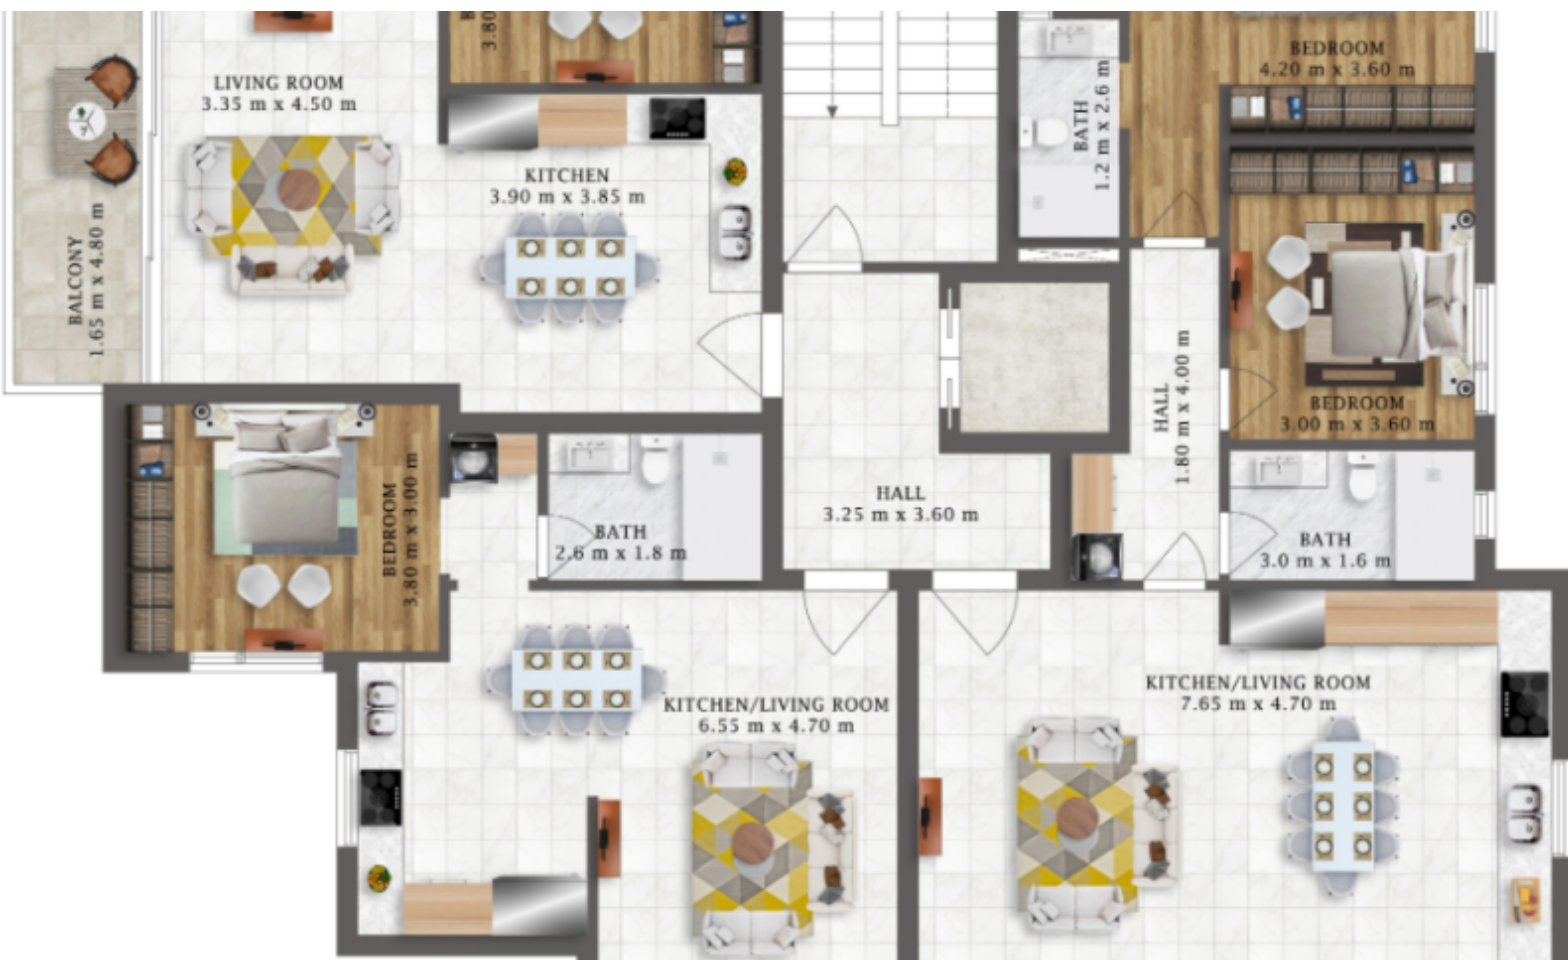 B
3.80
LIVING ROOM
3.35 m x 4.50 m
BEDROOM
4.20 m x 3.60 m
BATH
1.2 m x 2.6 m
KITCHEN
3.90 m x 3.85 m
BALCONY
1.65 m x 4.80 m
HALL
1.80 m x 4.00 m
BEDROOM
3.00 m x 3.60 m
BEDROOM
3.80 m x 3.00 m
HALL
3.25 m x 3.60 m
BATH
2.6 m x 1.8 m
BATH
3.0 m x 1.6 m
KITCHEN/LIVING ROOM
6.55 m x 4.70 m
KITCHEN/LIVING ROOM
7.65 m x 4.70 m